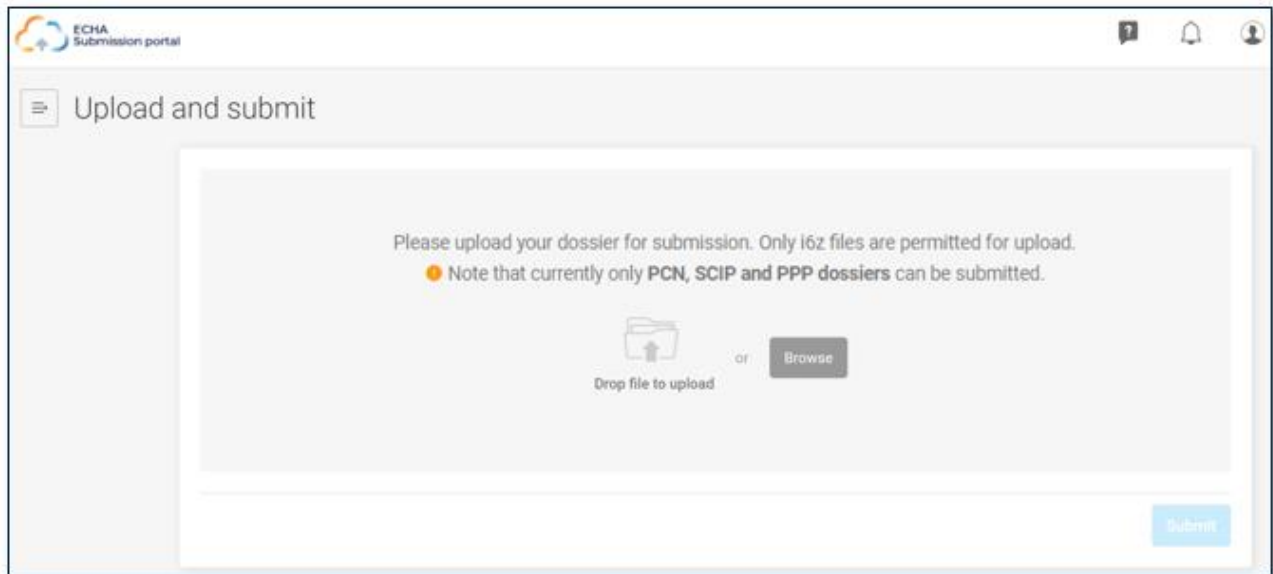 ECHA
Submission portal
Upload and submit
Please upload your dossier for submission. Only i6z files are permitted for upload.
Note that currently only PCN, SCIP and PPP dossiers can be submitted.
or
Browse
Drop file to upload
Submit